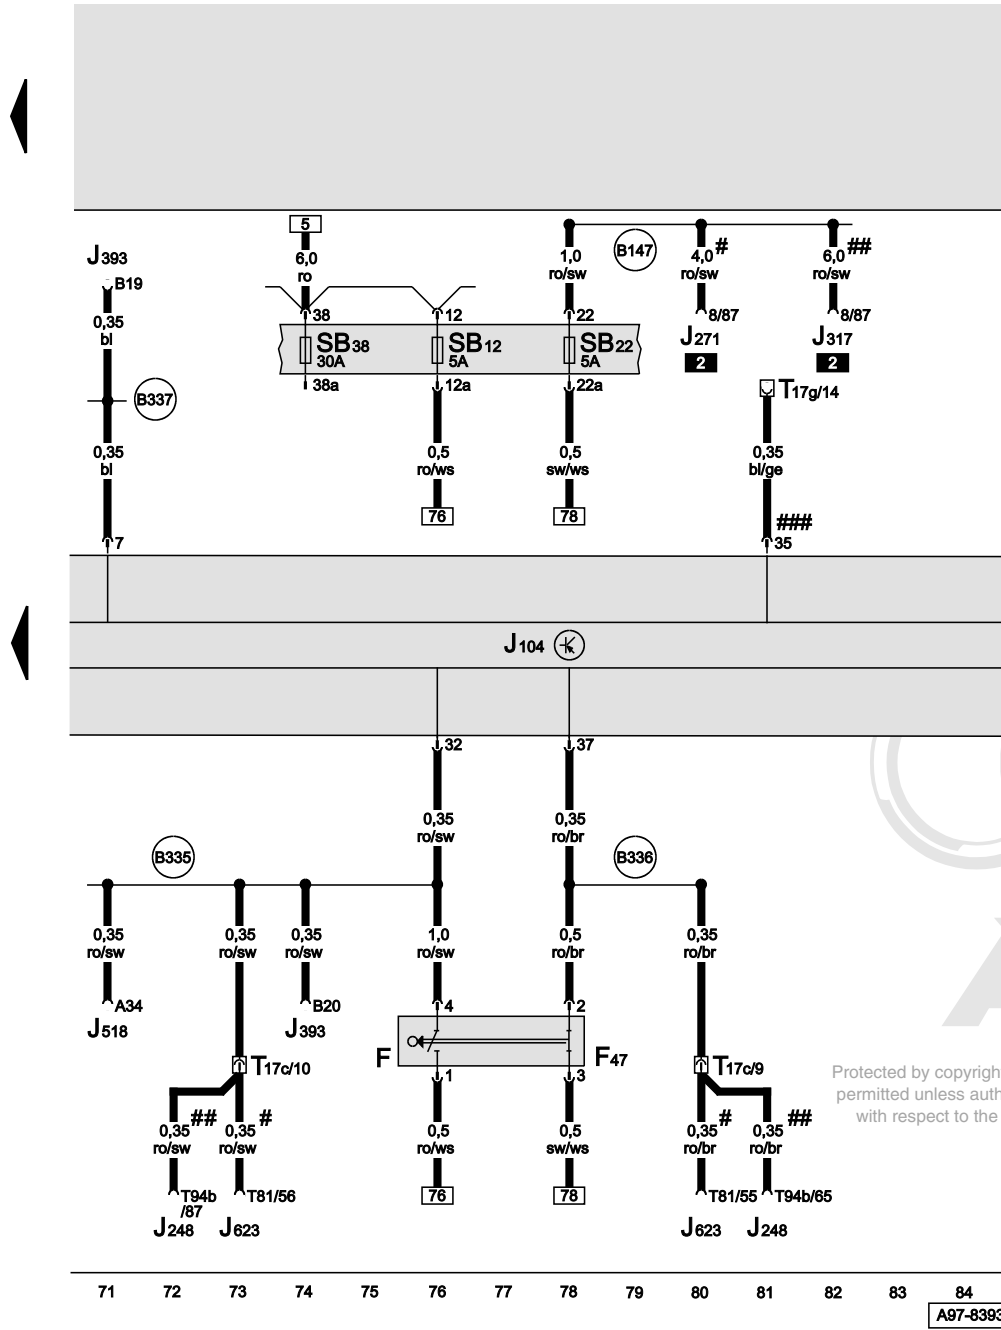 5
J393
B19
0,35
bl
6,0
ro
1,0
ro/sw
B147
4,0 #
ro/sw
6,0 ##
ro/sw
38
12
22
8/87
8/87
J271
J317
2
2
SB38
30A
SB12
5A
SB22
5A
38a
12a
22a
T17g/14
B337
0,35
bl
0,5
ro/ws
0,5
sw/ws
0,35
bl/ge
76
78
###
7
35
J104
32
37
0,35
ro/sw
0,35
ro/br
B335
B336
0,35
ro/sw
0,35
ro/sw
0,35
ro/sw
1,0
ro/sw
0,5
ro/br
0,35
ro/br
A34
B20
4
2
J518
J393
F
F47
T17c/10
T17c/9
1
3
Protected by copyrigh
permitted unless auth
with respect to the
##
0,35
ro/sw
#
0,35
ro/sw
0,5
ro/ws
0,5
sw/ws
#
0,35
ro/br
##
0,35
ro/br
T94b
/87
T81/56
76
78
T81/55
T94b/65
J248
J623
J623
J248
71 72 73 74 75 76 77 78 79 80 81 82 83 84
A97-8393